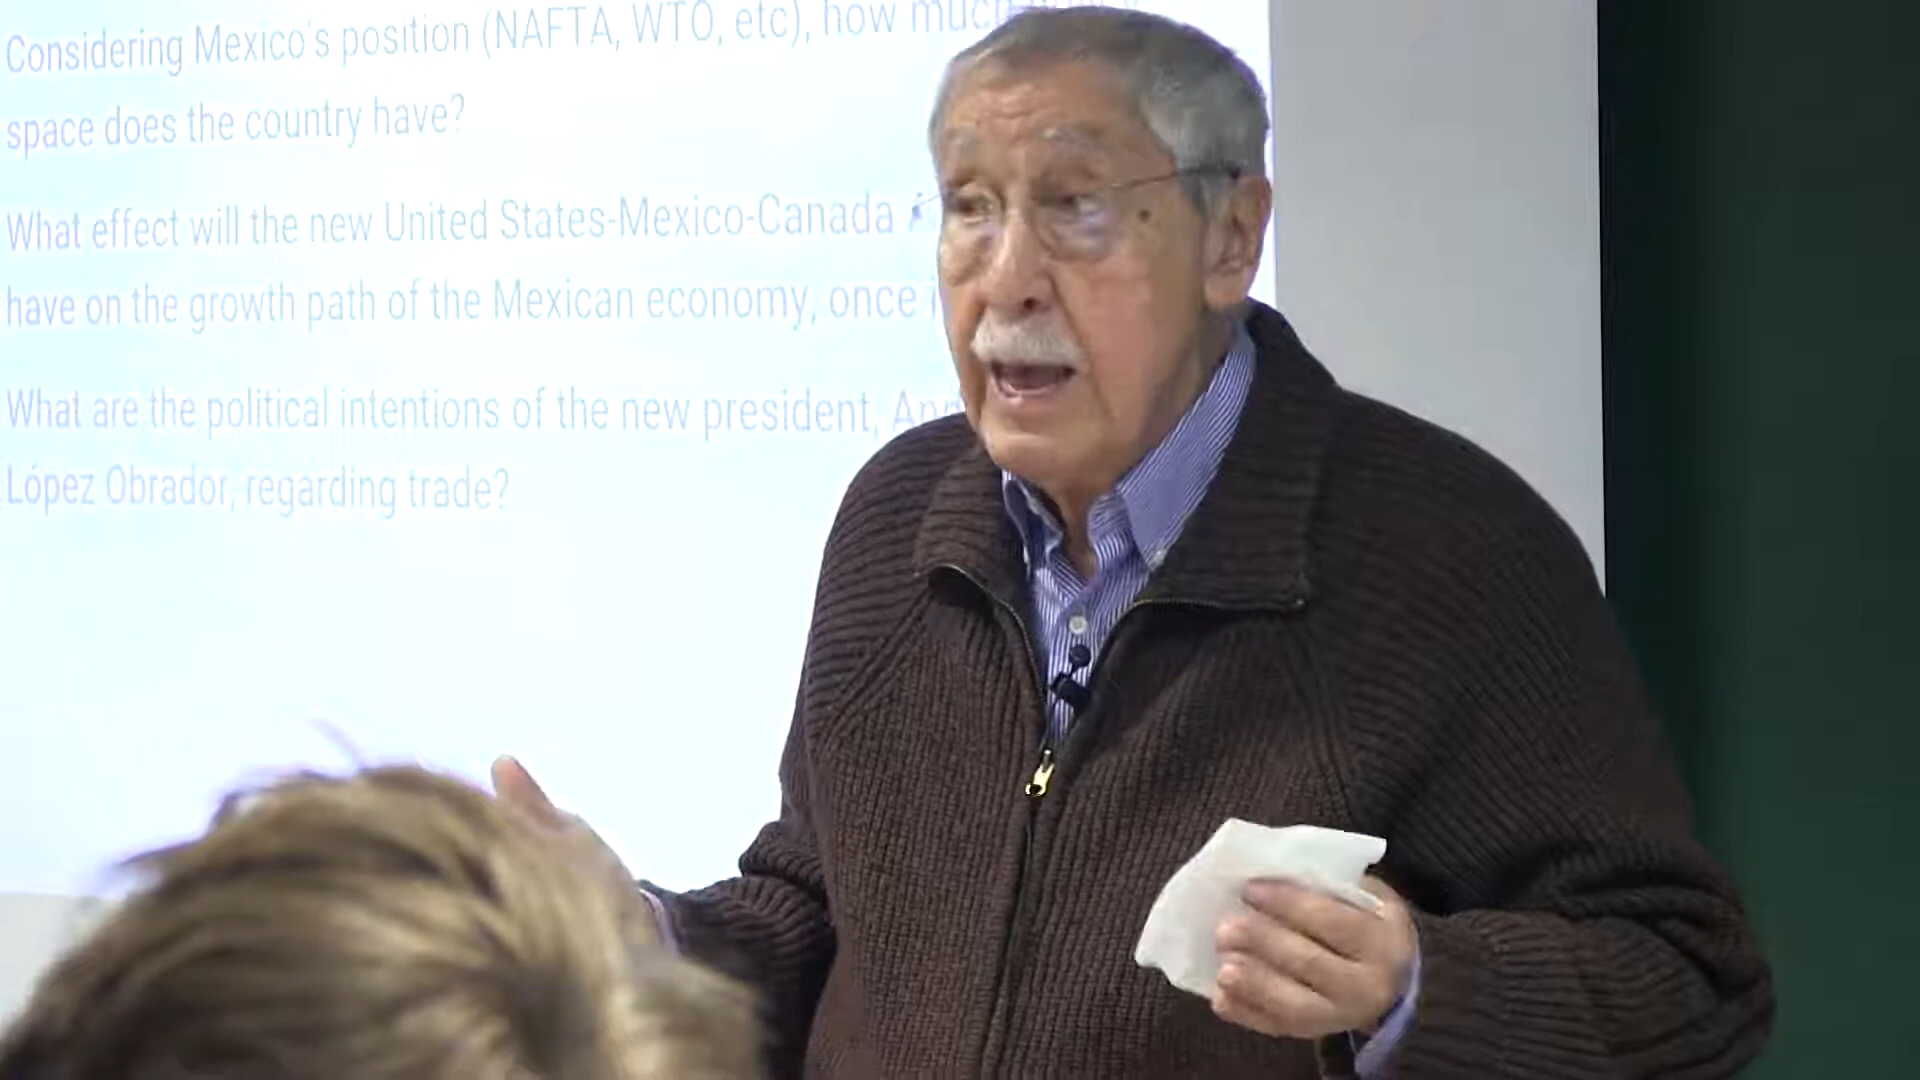 Considering Mexico's position (NAFTA, WTO, etc), how much
space does the country have?
What effect will the new United States-Mexico-Canada
have on the growth path of the Mexican economy, once
What are the political intentions of the new president,
López Obrador, regarding trade?